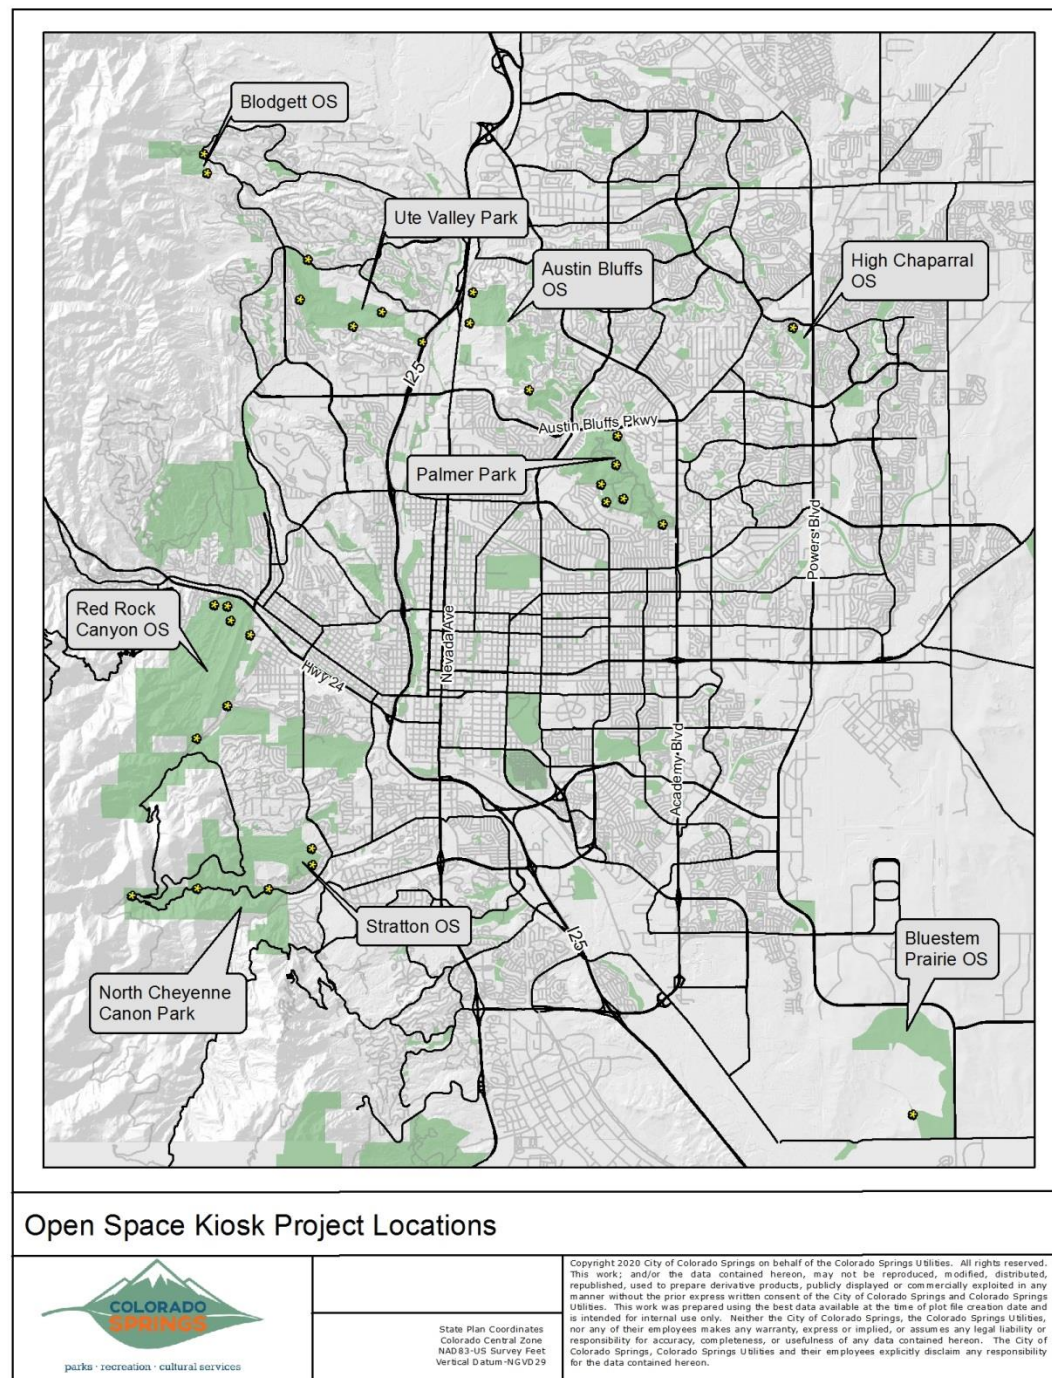 Blodgett OS
Ute Valley Park
Austin Bluffs
OS
High Chaparral
OS
I25
Austin Bluffs Pkwy
Palmer Park
Powers Blvd
Red Rock
Canyon OS
Nevada Ave
Hwy 24
Academy Blvd
Stratton OS
I25
Bluestem
Prairie OS
North Cheyenne
Canon Park
Open Space Kiosk Project Locations
COLORADO
SPRINGS
parks · recreation · cultural services
State Plan Coordinates
Colorado Central Zone
NAD83-US Survey Feet
Vertical Datum-NGVD29
Copyright 2020 City of Colorado Springs on behalf of the Colorado Springs Utilities. All rights reserved.
This work; and/or the data contained hereon, may not be reproduced, modified, distributed,
republished, used to prepare derivative products, publicly displayed or commercially exploited in any
manner without the prior express written consent of the City of Colorado Springs and Colorado Springs
Utilities. This work was prepared using the best data available at the time of plot file creation date and
is intended for internal use only. Neither the City of Colorado Springs, the Colorado Springs Utilities,
nor any of their employees makes any warranty, express or implied, or assumes any legal liability or
responsibility for accuracy, completeness, or usefulness of any data contained hereon. The City of
Colorado Springs, Colorado Springs Utilities and their employees explicitly disclaim any responsibility
for the data contained hereon.